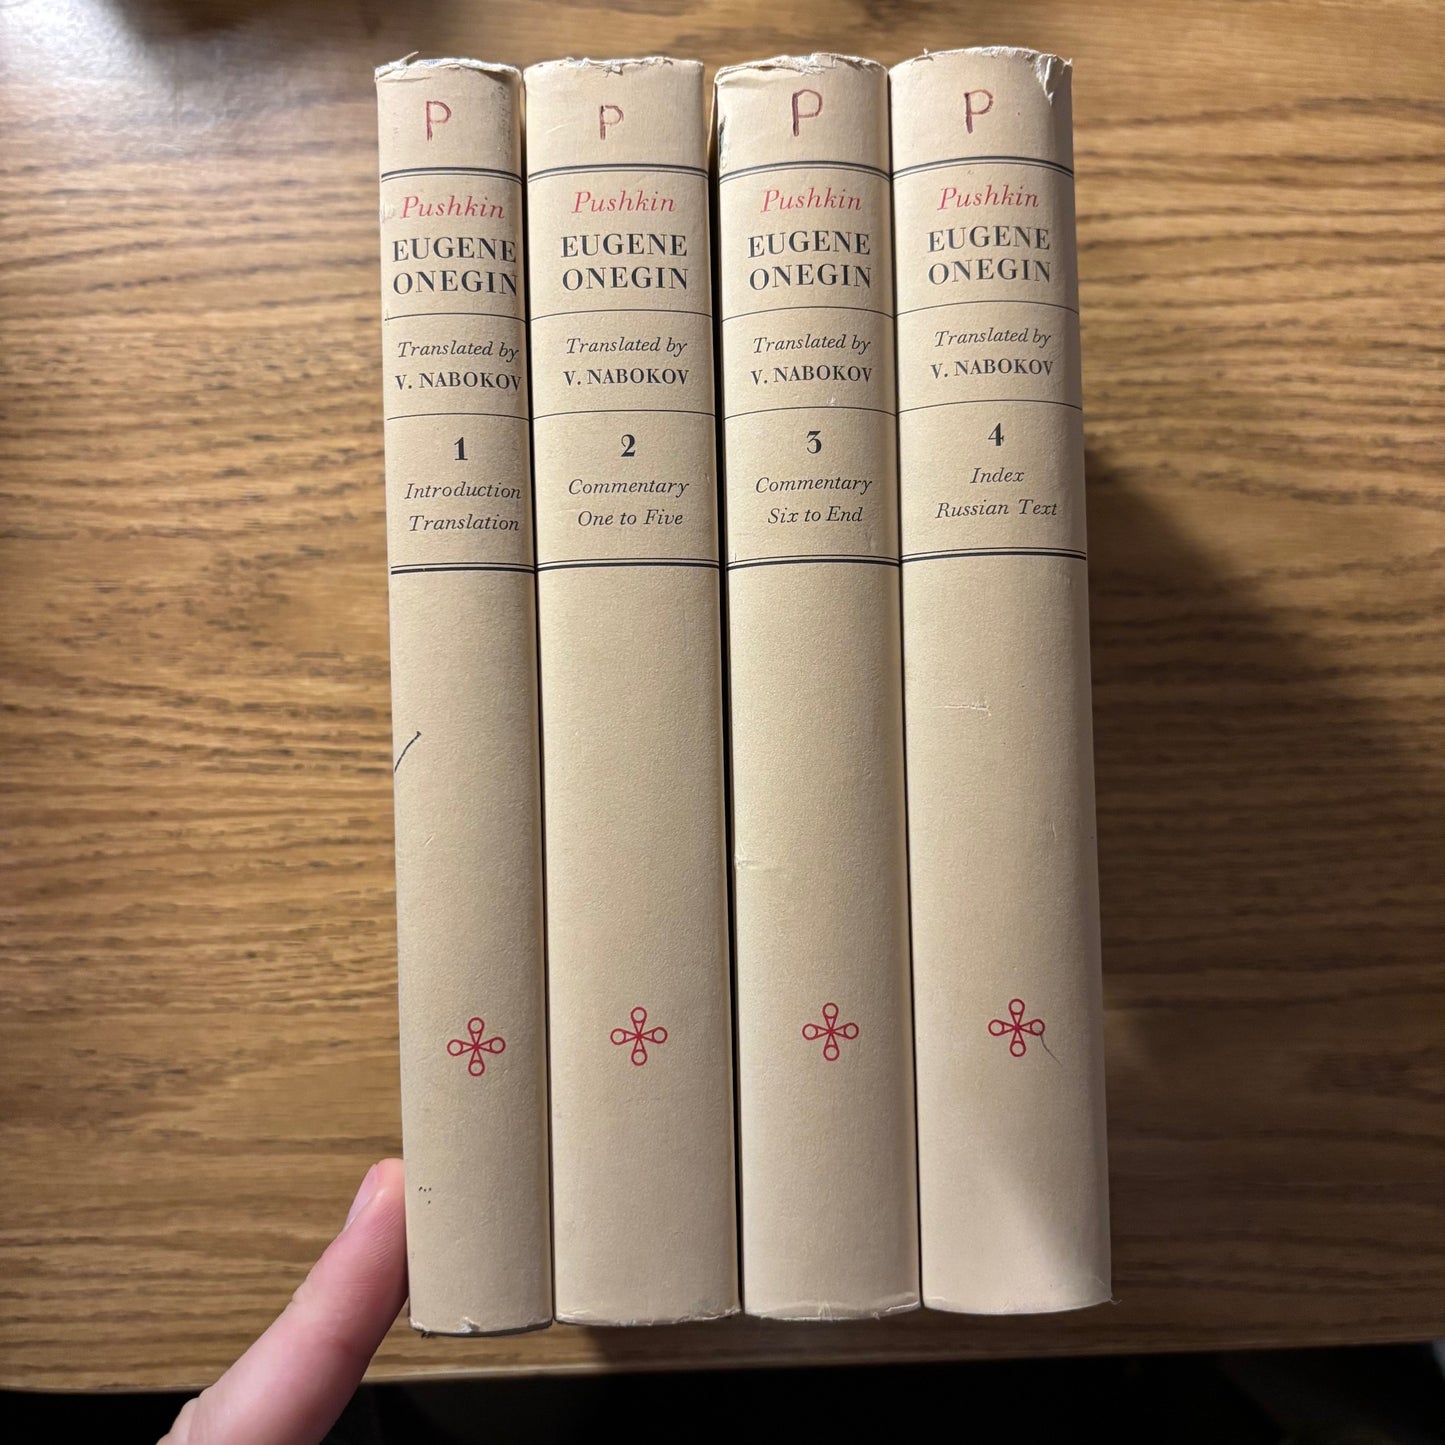 P
Pushkin
EUGENE
ONEGIN
Translated by
V. NABOKOV
1
Introduction
Translation
P
Pushkin
EUGENE
ONEGIN
Translated by
V. NABOKOV
2
Commentary
One to Five
P
Pushkin
EUGENE
ONEGIN
Translated by
V. NABOKOV
3
Commentary
Six to End
P
Pushkin
EUGENE
ONEGIN
Translated by
V. NABOKOV
4
Index
Russian Text